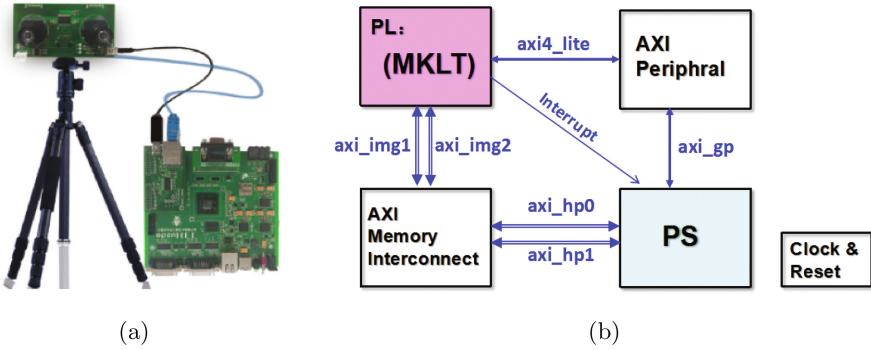 PL:
(MKLT)
axi4_lite
AXI
Periphral
Interrupt
axi_img1
axi_img2
axi_gp
AXI
Memory
Interconnect
axi_hp0
axi_hp1
PS
Clock &
Reset
(a)
(b)